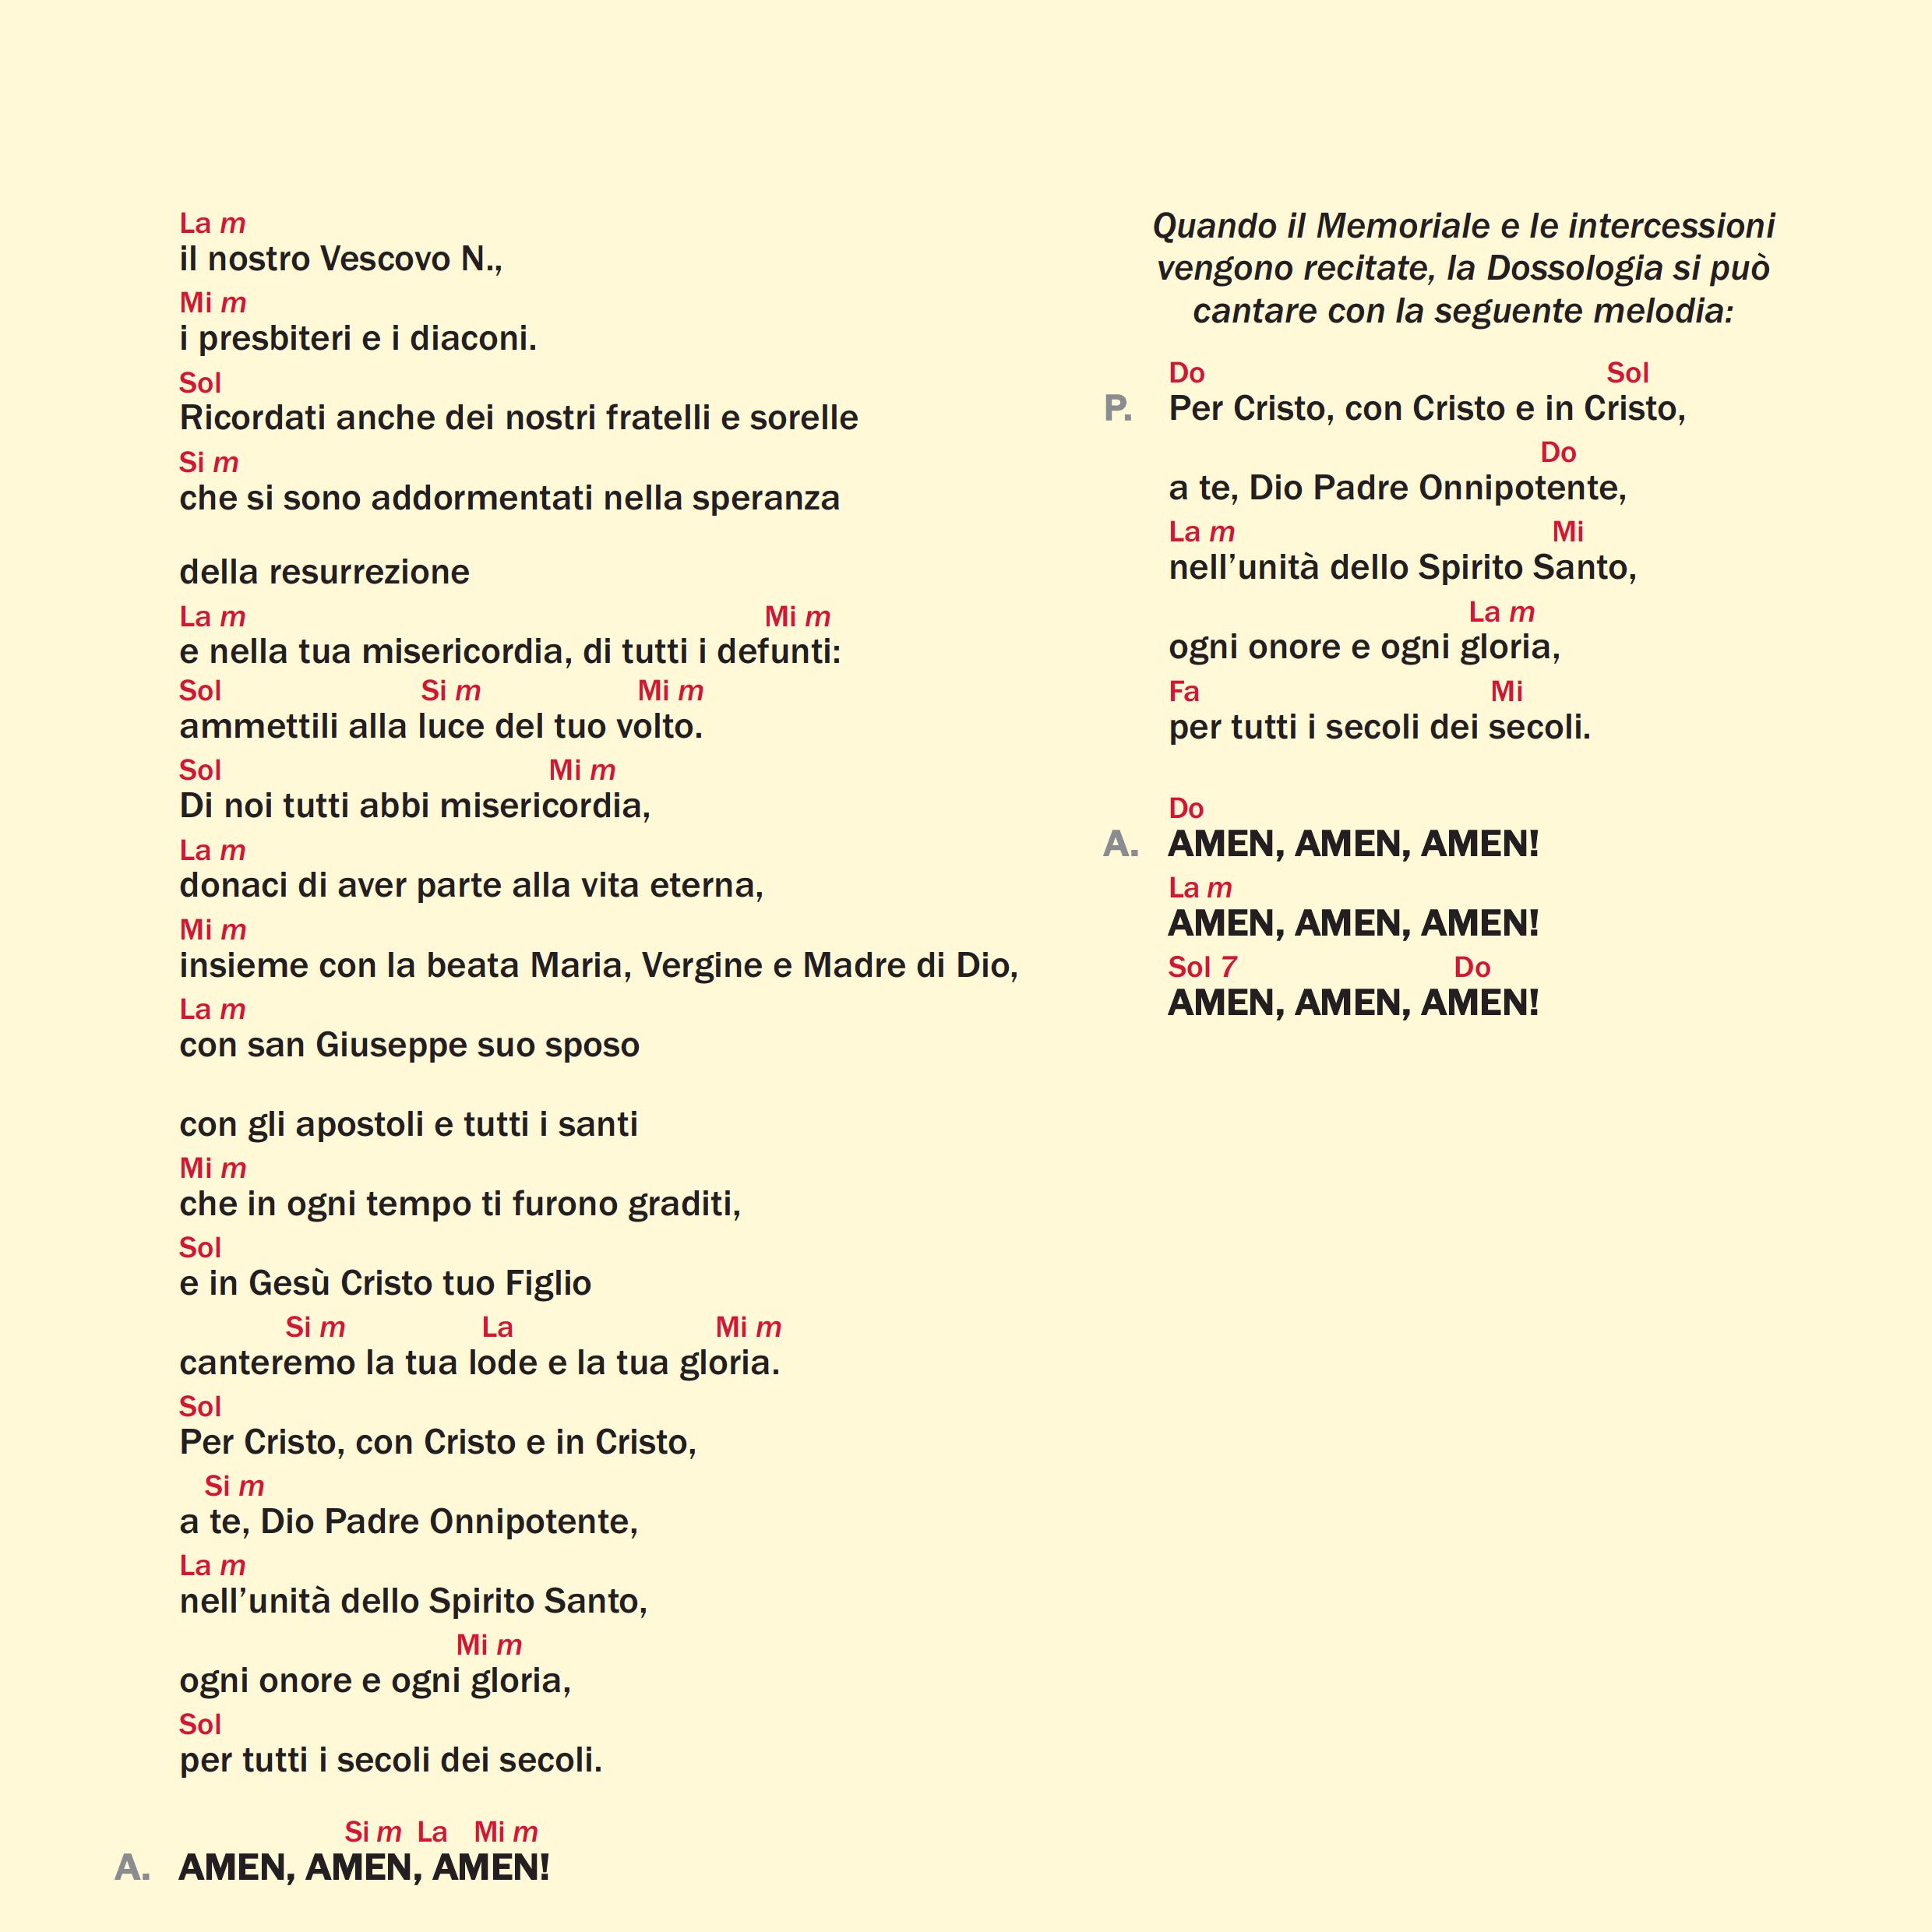 La m
il nostro Vescovo N.,
Mi m
i presbiteri e i diaconi.
Sol
Ricordati anche dei nostri fratelli e sorelle
Si m
che si sono addormentati nella speranza
della resurrezione
La m Mi m
e nella tua misericordia, di tutti i defunti:
Sol Si m Mi m
ammettili alla luce del tuo volto.
Sol Mi m
Di noi tutti abbi misericordia,
La m
donaci di aver parte alla vita eterna,
Mi m
insieme con la beata Maria, Vergine e Madre di Dio,
La m
con san Giuseppe suo sposo
con gli apostoli e tutti i santi
Mi m
che in ogni tempo ti furono graditi,
Sol
e in Gesù Cristo tuo Figlio
Si m La Mi m
canteremo la tua lode e la tua gloria.
Sol
Per Cristo, con Cristo e in Cristo,
Si m
a te, Dio Padre Onnipotente,
La m
nell’unità dello Spirito Santo,
Mi m
ogni onore e ogni gloria,
Sol
per tutti i secoli dei secoli.
Si m La Mi m
A. AMEN, AMEN, AMEN!
Quando il Memoriale e le intercessioni
vengono recitate, la Dossologia si può
cantare con la seguente melodia:
Do Sol
P. Per Cristo, con Cristo e in Cristo,
Do
a te, Dio Padre Onnipotente,
La m Mi
nell’unità dello Spirito Santo,
La m
ogni onore e ogni gloria,
Fa Mi
per tutti i secoli dei secoli.
Do
A. AMEN, AMEN, AMEN!
La m
AMEN, AMEN, AMEN!
Sol 7 Do
AMEN, AMEN, AMEN!